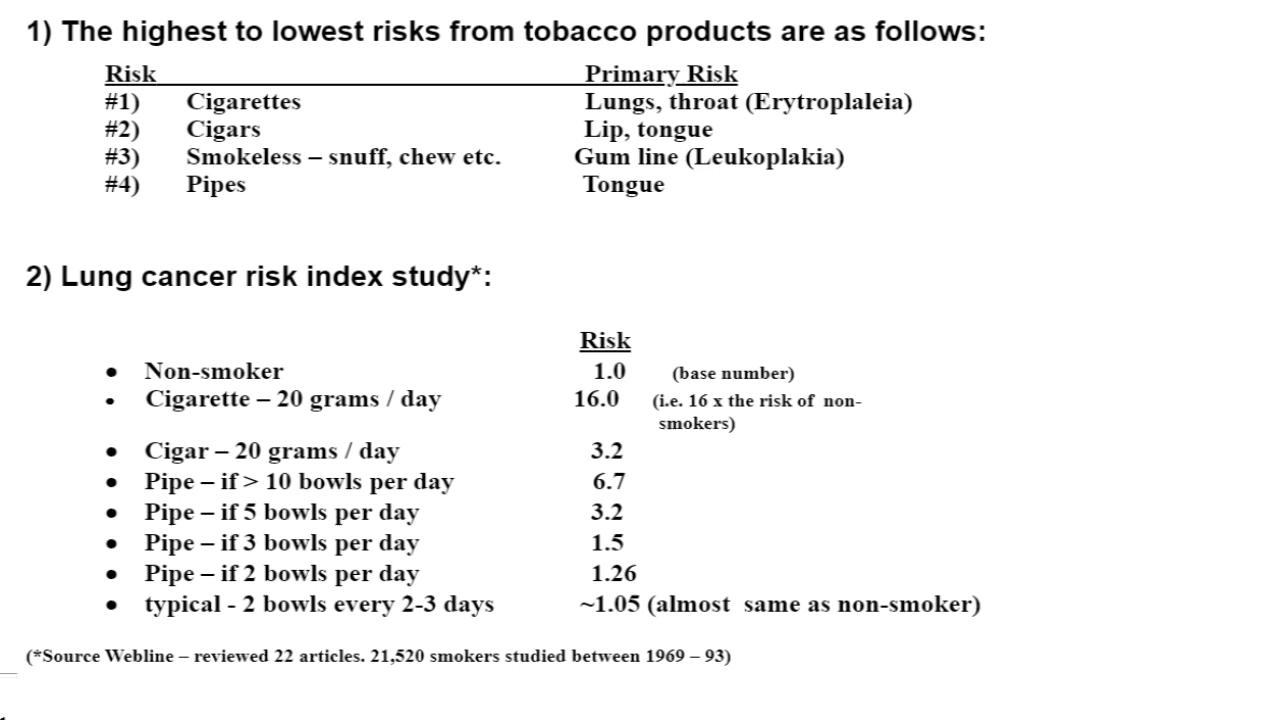 1) The highest to lowest risks from tobacco products are as follows:
Risk Primary Risk
#1) Cigarettes Lungs, throat (Erytroplaleia)
#2) Cigars Lip, tongue
#3) Smokeless – snuff, chew etc. Gum line (Leukoplakia)
#4) Pipes Tongue
2) Lung cancer risk index study*:
Risk
• Non-smoker 1.0 (base number)
• Cigarette – 20 grams / day 16.0 (i.e. 16 x the risk of non-
smokers)
• Cigar – 20 grams / day 3.2
• Pipe – if > 10 bowls per day 6.7
• Pipe – if 5 bowls per day 3.2
• Pipe – if 3 bowls per day 1.5
• Pipe – if 2 bowls per day 1.26
• typical - 2 bowls every 2-3 days ~1.05 (almost same as non-smoker)
(*Source Webline – reviewed 22 articles. 21,520 smokers studied between 1969 – 93)